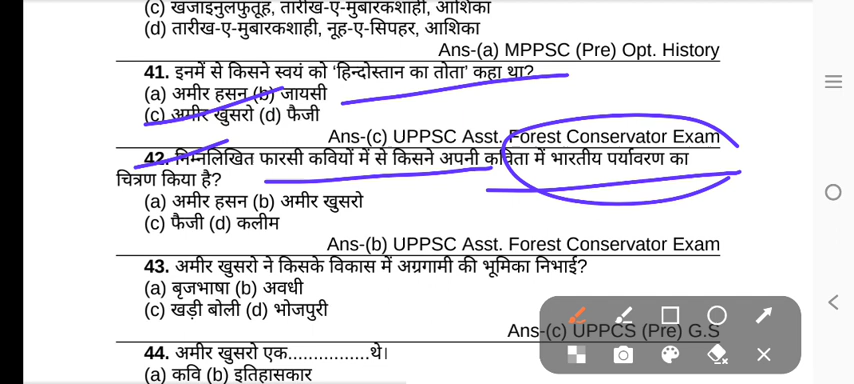 (c) खजाइनुलफुतूह, तारीख-ए-मुबारकशाही, आशिका
(d) तारीख-ए-मुबारकशाही, नूह-ए-सिपहर, आशिका
Ans-(a) MPPSC (Pre) Opt. History
41. इनमें से किसने स्वयं को ‘हिन्दोस्तान का तोता’ कहा था?
(a) अमीर हसन (b) जायसी
(c) अमीर खुसरो (d) फैजी
Ans-(c) UPPSC Asst. Forest Conservator Exam
42. निम्नलिखित फारसी कवियों में से किसने अपनी कविता में भारतीय पर्यावरण का
चित्रण किया है?
(a) अमीर हसन (b) अमीर खुसरो
(c) फैजी (d) कलीम
Ans-(b) UPPSC Asst. Forest Conservator Exam
43. अमीर खुसरो ने किसके विकास में अग्रगामी की भूमिका निभाई?
(a) बृजभाषा (b) अवधी
(c) खड़ी बोली (d) भोजपुरी
Ans-(c) UPPCS (Pre) G.S
44. अमीर खुसरो एक................थे।
(a) कवि (b) इतिहासकार